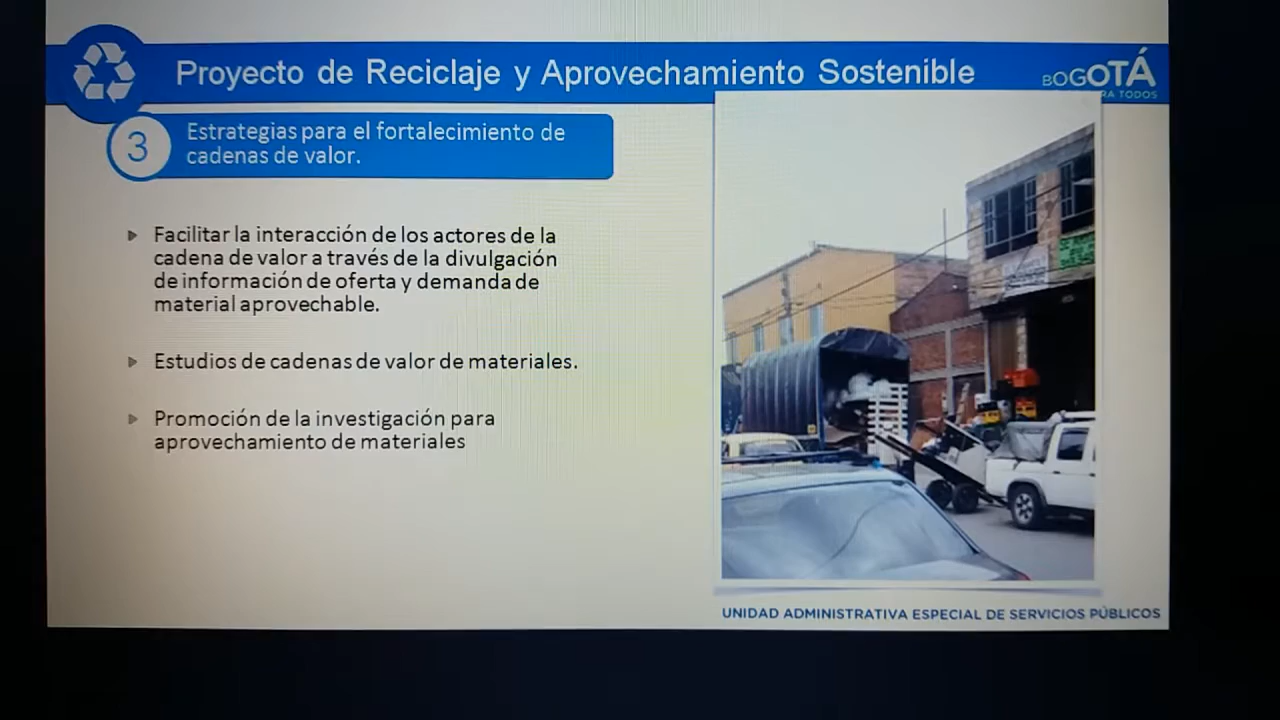 Proyecto de Reciclaje y Aprovechamiento Sostenible
BOGOTÁ
RA TODOS
3
Estrategias para el fortalecimiento de
cadenas de valor.
Facilitar la interacción de los actores de la
cadena de valor a través de la divulgación
de información de oferta y demanda de
material aprovechable.
Estudios de cadenas de valor de materiales.
Promoción de la investigación para
aprovechamiento de materiales
UNIDAD ADMINISTRATIVA ESPECIAL DE SERVICIOS PÚBLICOS